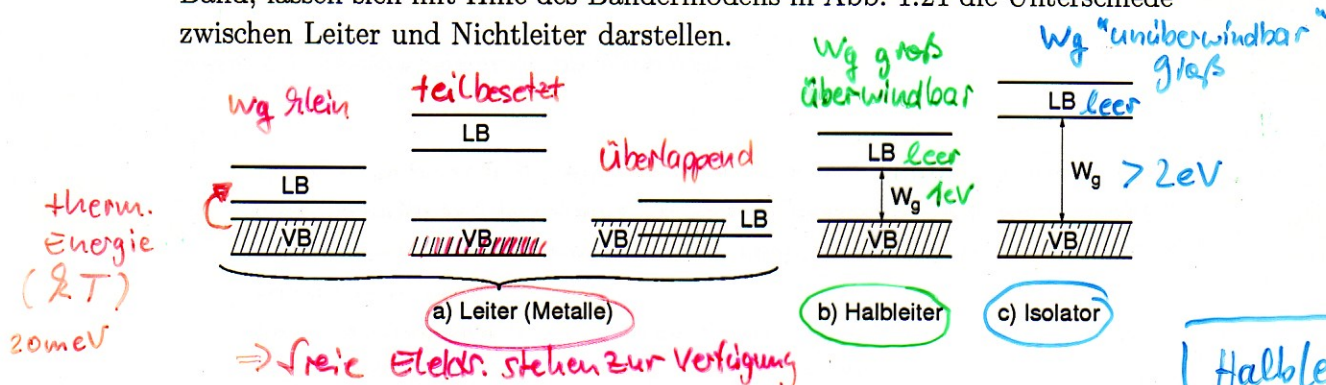 Band, lassen sich mit Hilfe des Bändermodells in Abb. 1.21 die Unterschiede
zwischen Leiter und Nichtleiter darstellen.
Wg klein
teilbesetzt
überlappend
Wg groß
überwindbar
Wg "unüberwindbar"
groß
LB
LB
LB
LB leer
LB leer
therm.
Energie
(kT)
20meV
VB
VB
VB
Wg 1eV
VB
Wg > 2eV
VB
a) Leiter (Metalle)
b) Halbleiter
c) Isolator
⇒ freie Elektr. stehen zur Verfügung
Halble